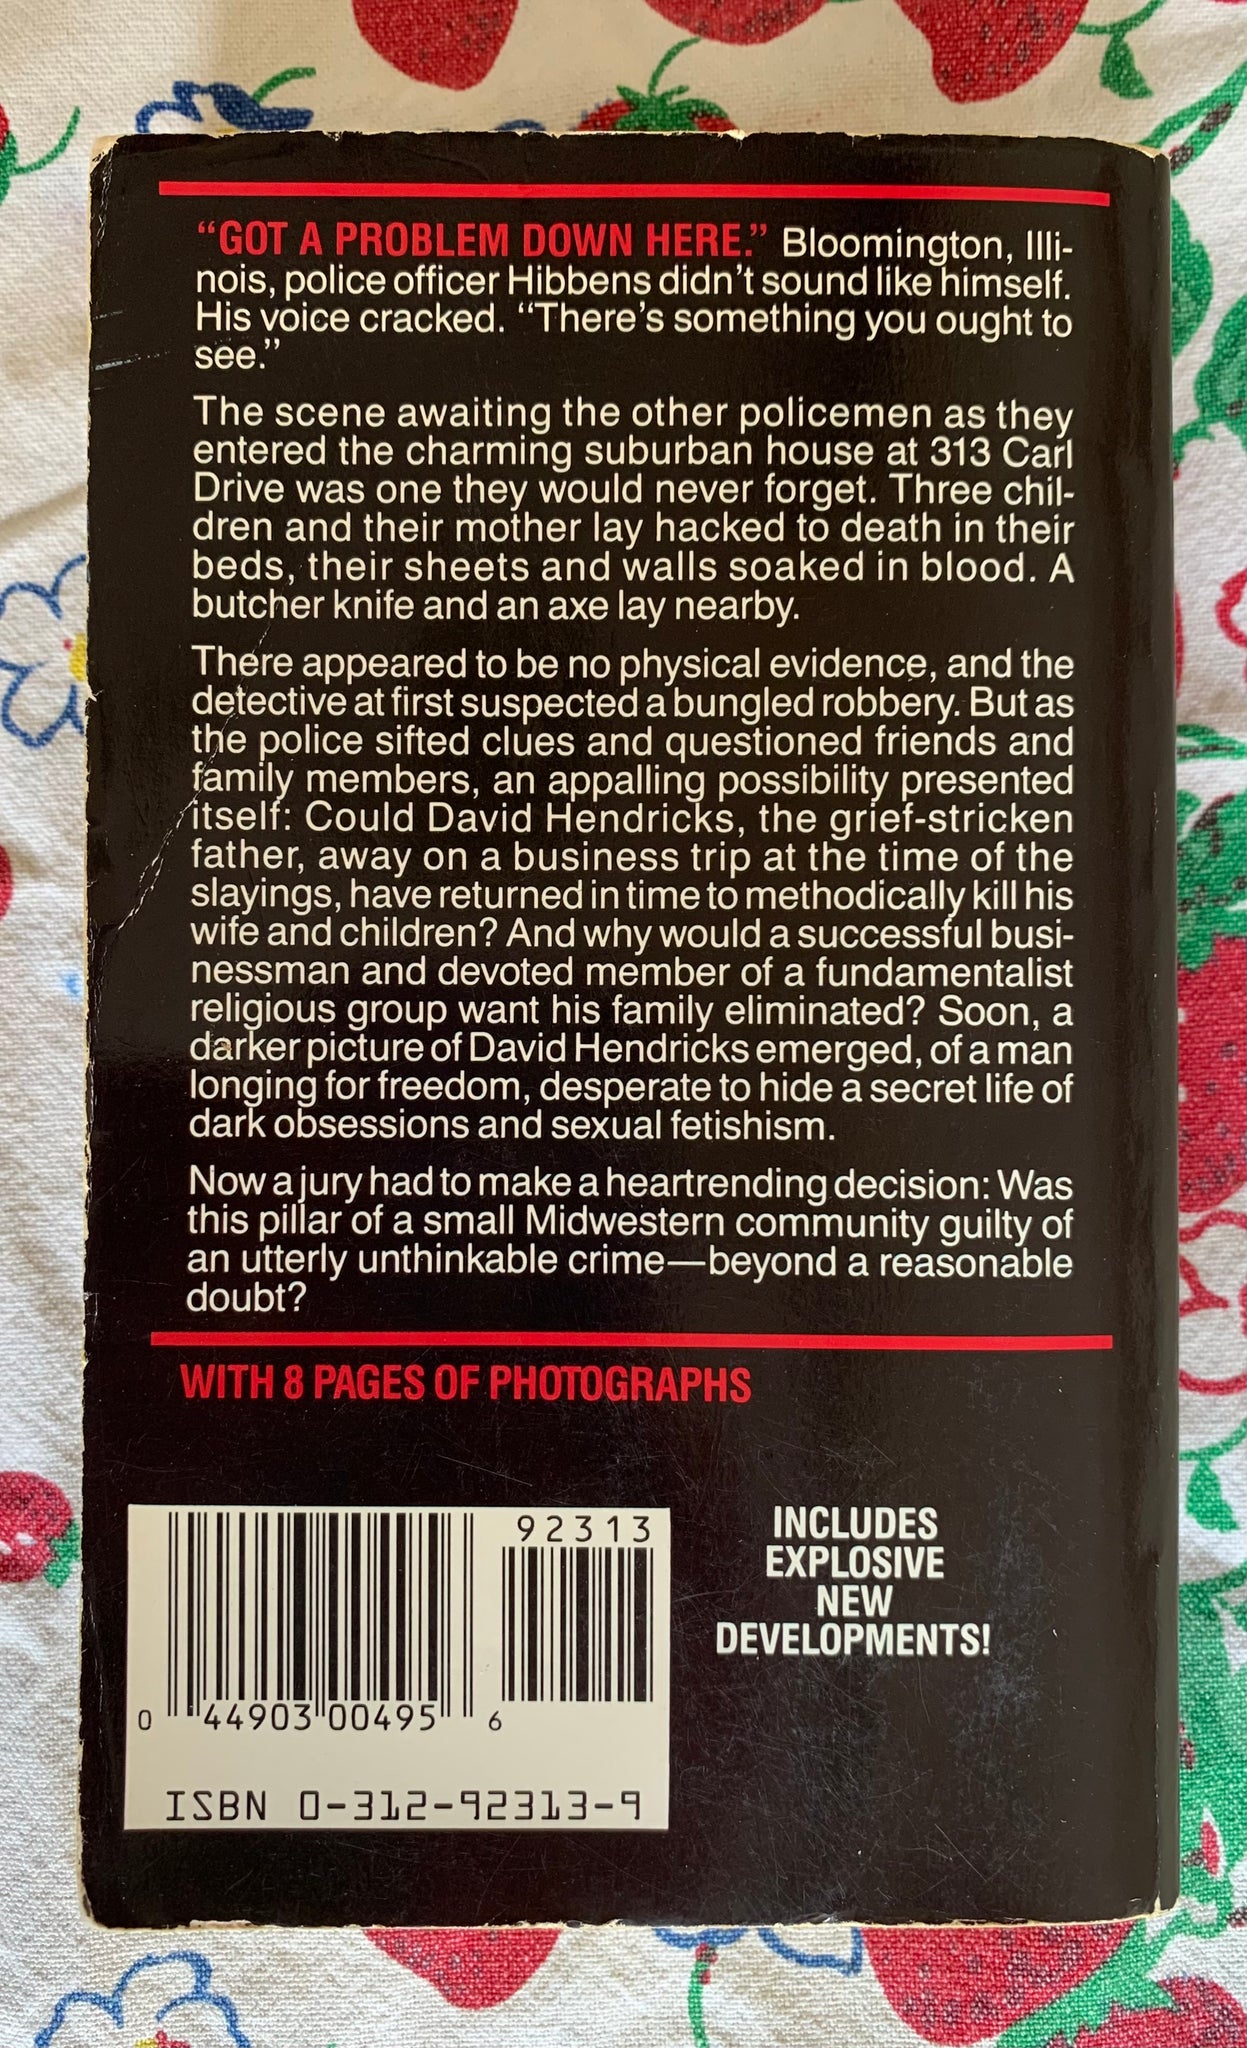 “GOT A PROBLEM DOWN HERE.” Bloomington, Illi-
nois, police officer Hibbens didn’t sound like himself.
His voice cracked. “There’s something you ought to
see.”
The scene awaiting the other policemen as they
entered the charming suburban house at 313 Carl
Drive was one they would never forget. Three chil-
dren and their mother lay hacked to death in their
beds, their sheets and walls soaked in blood. A
butcher knife and an axe lay nearby.
There appeared to be no physical evidence, and the
detective at first suspected a bungled robbery. But as
the police sifted clues and questioned friends and
family members, an appalling possibility presented
itself: Could David Hendricks, the grief-stricken
father, away on a business trip at the time of the
slayings, have returned in time to methodically kill his
wife and children? And why would a successful busi-
nessman and devoted member of a fundamentalist
religious group want his family eliminated? Soon, a
darker picture of David Hendricks emerged, of a man
longing for freedom, desperate to hide a secret life of
dark obsessions and sexual fetishism.
Now a jury had to make a heartrending decision: Was
this pillar of a small Midwestern community guilty of
an utterly unthinkable crime—beyond a reasonable
doubt?
WITH 8 PAGES OF PHOTOGRAPHS
92313
0 44903 00495 6
ISBN 0-312-92313-9
INCLUDES
EXPLOSIVE
NEW
DEVELOPMENTS!